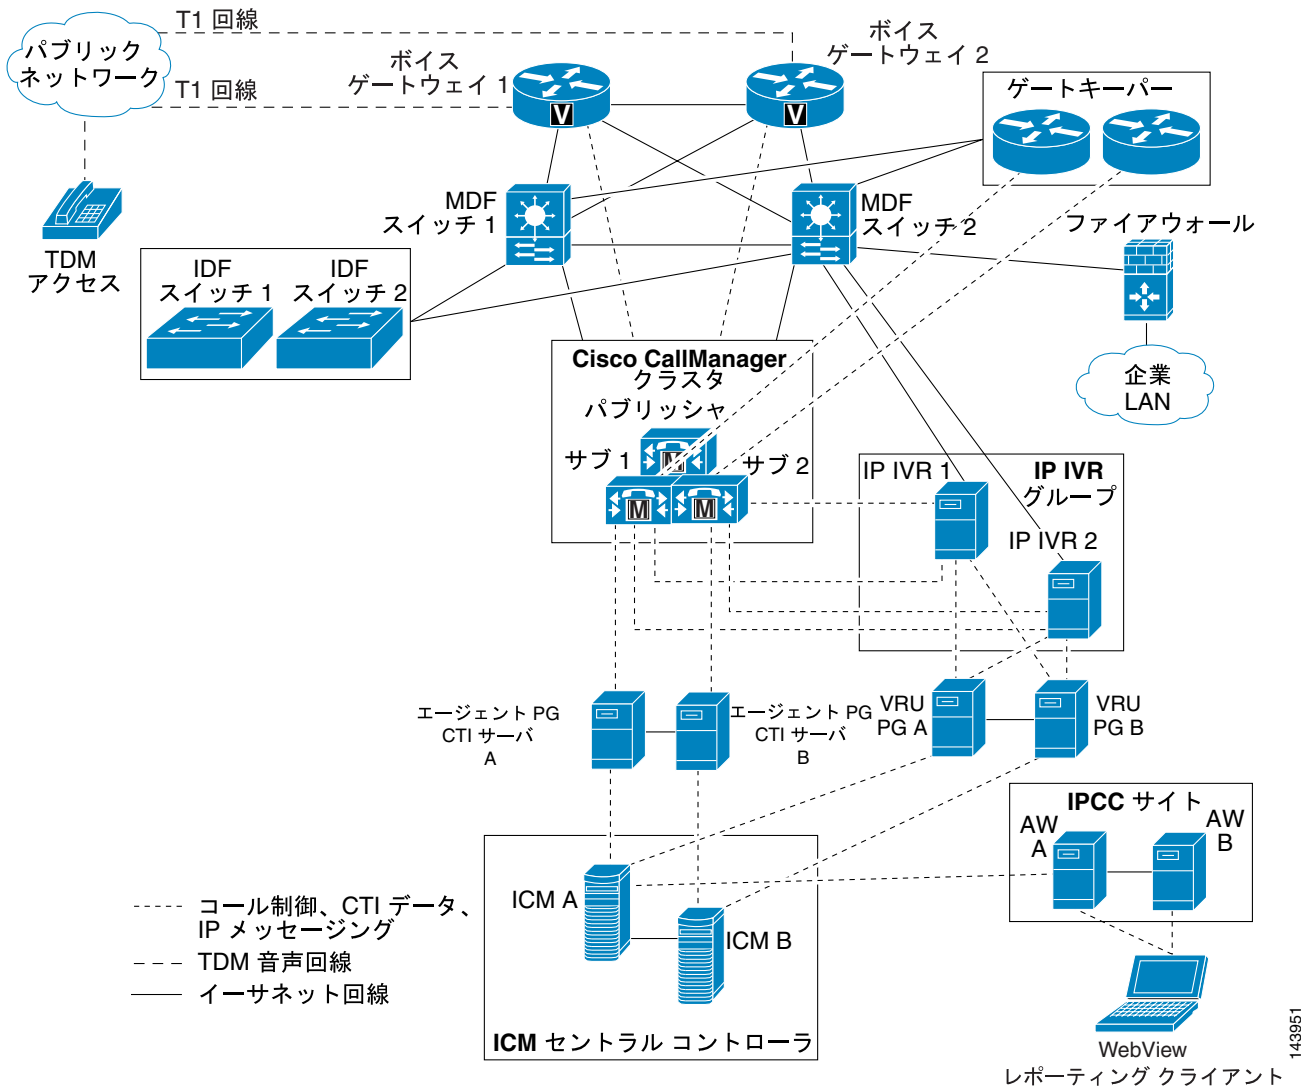 T1 回線
パブリック
ネットワーク
T1 回線
ボイス
ゲートウェイ 1
ボイス
ゲートウェイ 2
V
V
ゲートキーパー
TDM
アクセス
MDF
スイッチ 1
MDF
スイッチ 2
ファイアウォール
IDF
スイッチ 1
IDF
スイッチ 2
企業
LAN
Cisco CallManager
クラスタ
パブリッシャ
サブ 1
サブ 2
M
M
M
IP IVR 1
IP IVR
グループ
IP IVR 2
エージェント PG
CTI サーバ
A
エージェント PG
CTI サーバ
B
VRU
PG A
VRU
PG B
IPCC サイト
AW
A
AW
B
ICM A
ICM B
ICM セントラル コントローラ
コール制御、CTI データ、
IP メッセージング
TDM 音声回線
イーサネット回線
WebView
レポーティング クライアント
143951